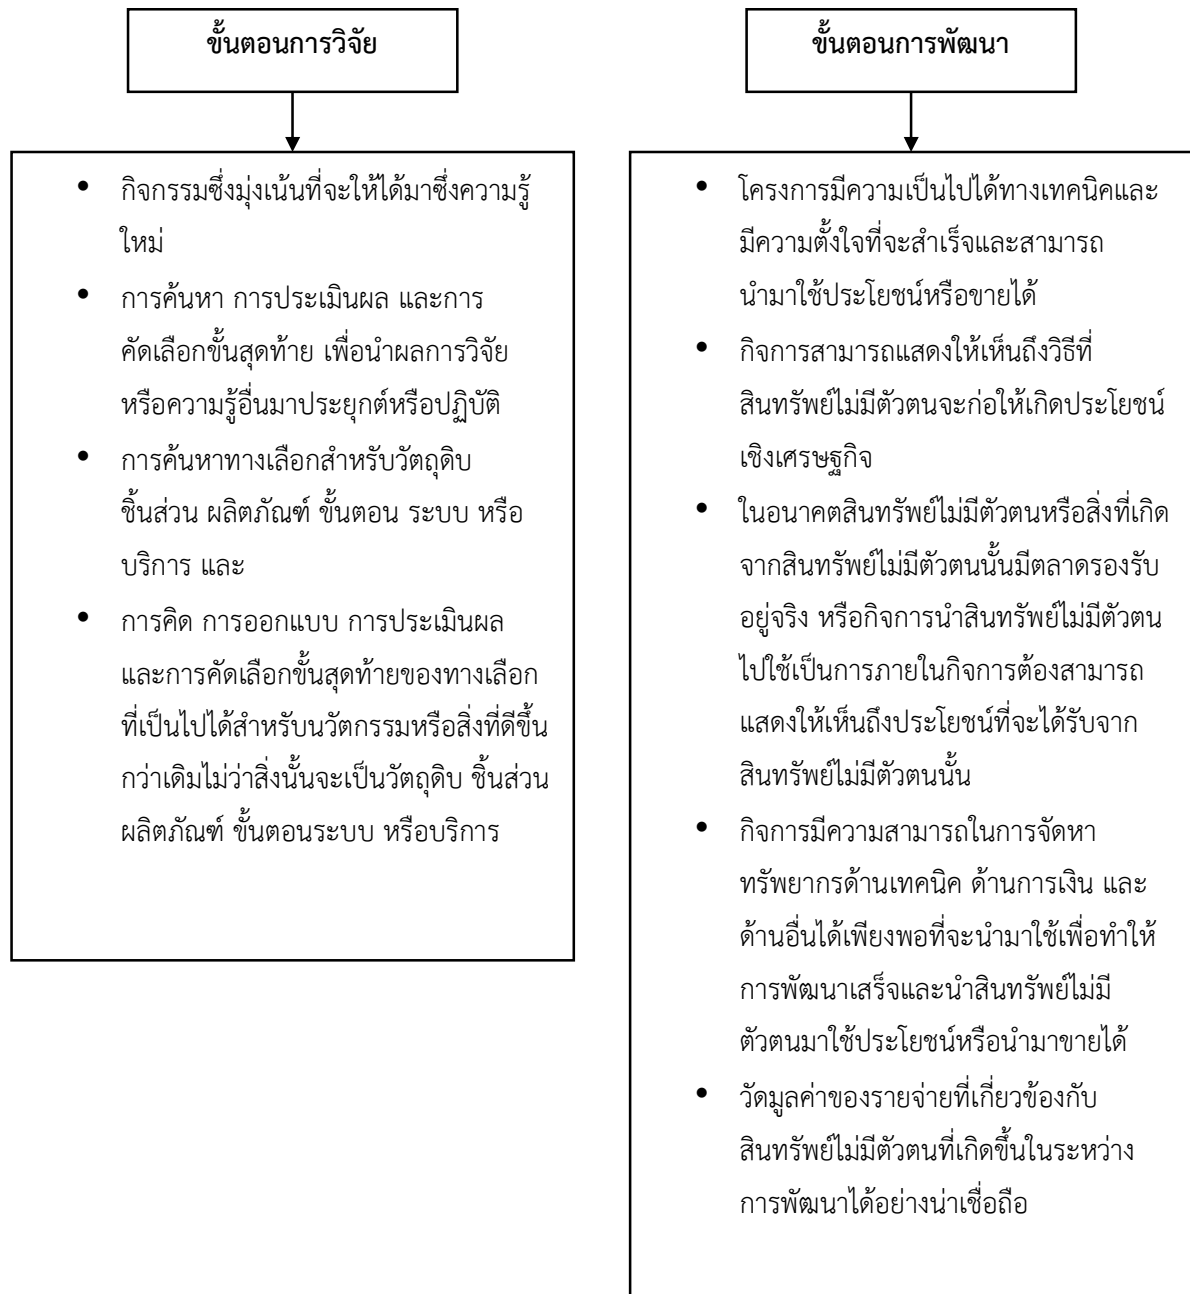 ขั้นตอนการวิจัย
กิจกรรมซึ่งมุ่งเน้นที่จะให้ได้มาซึ่งความรู้
ใหม่
การค้นหา การประเมินผล และการ
คัดเลือกขั้นสุดท้าย เพื่อนำผลการวิจัย
หรือความรู้อื่นมาประยุกต์หรือปฏิบัติ
การค้นหาทางเลือกสำหรับวัตถุดิบ
ชิ้นส่วน ผลิตภัณฑ์ ขั้นตอน ระบบ หรือ
บริการ และ
การคิด การออกแบบ การประเมินผล
และการคัดเลือกขั้นสุดท้ายของทางเลือก
ที่เป็นไปได้สำหรับนวัตกรรมหรือสิ่งที่ดีขึ้น
กว่าเดิมไม่ว่าสิ่งนั้นจะเป็นวัตถุดิบ ชิ้นส่วน
ผลิตภัณฑ์ ขั้นตอนระบบ หรือบริการ
ขั้นตอนการพัฒนา
โครงการมีความเป็นไปได้ทางเทคนิคและ
มีความตั้งใจที่จะสำเร็จและสามารถ
นำมาใช้ประโยชน์หรือขายได้
กิจการสามารถแสดงให้เห็นถึงวิธีที่
สินทรัพย์ไม่มีตัวตนจะก่อให้เกิดประโยชน์
เชิงเศรษฐกิจ
ในอนาคตสินทรัพย์ไม่มีตัวตนหรือสิ่งที่เกิด
จากสินทรัพย์ไม่มีตัวตนนั้นมีตลาดรองรับ
อยู่จริง หรือกิจการนำสินทรัพย์ไม่มีตัวตน
ไปใช้เป็นการภายในกิจการต้องสามารถ
แสดงให้เห็นถึงประโยชน์ที่จะได้รับจาก
สินทรัพย์ไม่มีตัวตนนั้น
กิจการมีความสามารถในการจัดหา
ทรัพยากรด้านเทคนิค ด้านการเงิน และ
ด้านอื่นได้เพียงพอที่จะนำมาใช้เพื่อทำให้
การพัฒนาเสร็จและนำสินทรัพย์ไม่มี
ตัวตนมาใช้ประโยชน์หรือนำมาขายได้
วัดมูลค่าของรายจ่ายที่เกี่ยวข้องกับ
สินทรัพย์ไม่มีตัวตนที่เกิดขึ้นในระหว่าง
การพัฒนาได้อย่างน่าเชื่อถือ